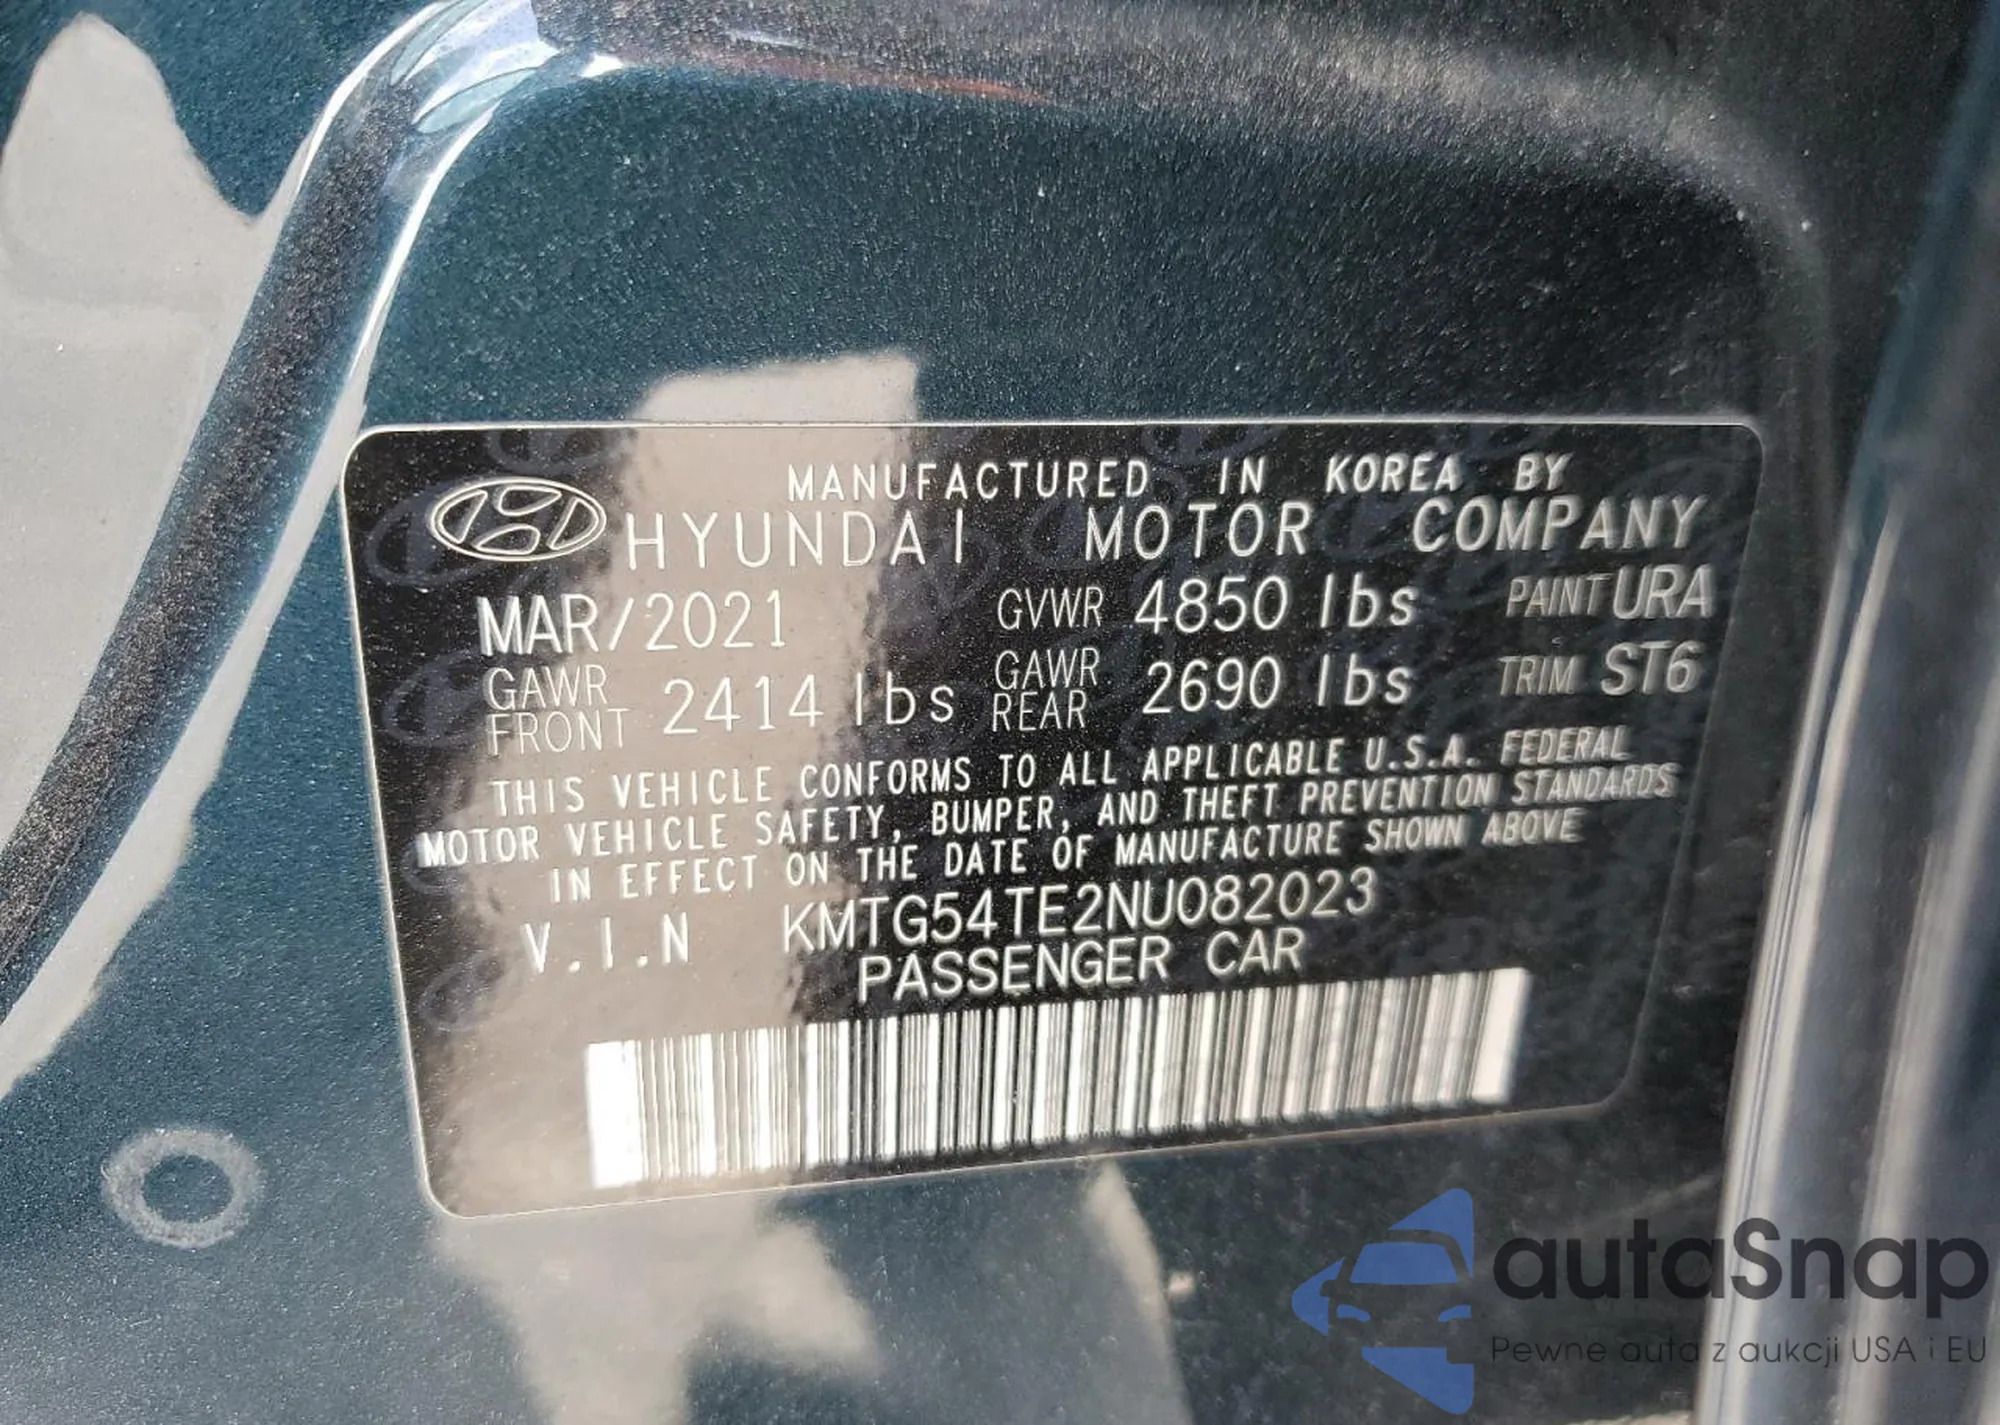 MANUFACTURED IN KOREA BY
HYUNDAI MOTOR COMPANY
MAR/2021 GVWR 4850 lbs PAINT URA
GAWR FRONT 2414 lbs GAWR REAR 2690 lbs TRIM ST6
THIS VEHICLE CONFORMS TO ALL APPLICABLE U.S.A. FEDERAL
MOTOR VEHICLE SAFETY, BUMPER, AND THEFT PREVENTION STANDARDS
IN EFFECT ON THE DATE OF MANUFACTURE SHOWN ABOVE
V.I.N KMTG54TE2NU082023
PASSENGER CAR
autaSnap
Pewne auta z aukcji USA i EU